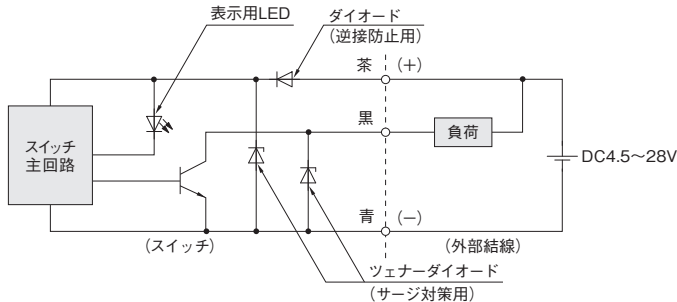 表示用LED
ダイオード
(逆接防止用)
茶 (+)
黒
負荷
スイッチ
主回路
DC4.5〜28V
青 (−)
(スイッチ)
(外部結線)
ツェナーダイオード
(サージ対策用)